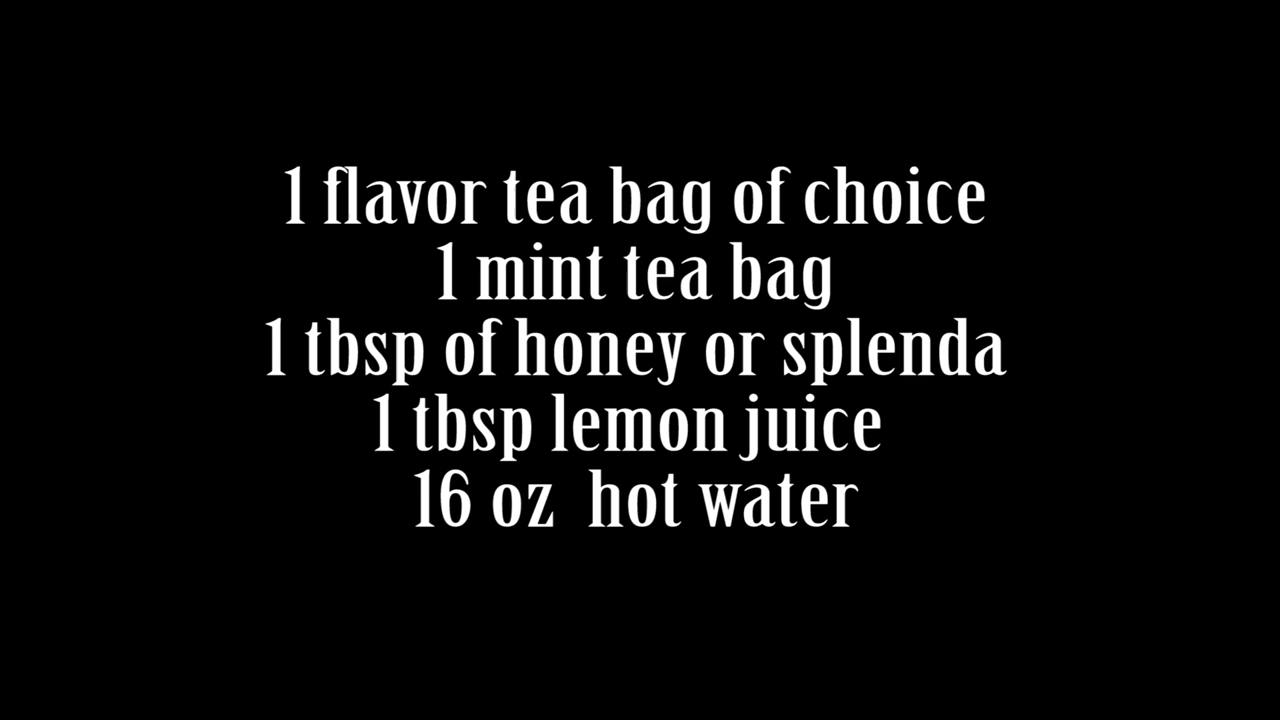 1 flavor tea bag of choice
1 mint tea bag
1 tbsp of honey or splenda
1 tbsp lemon juice
16 oz  hot water